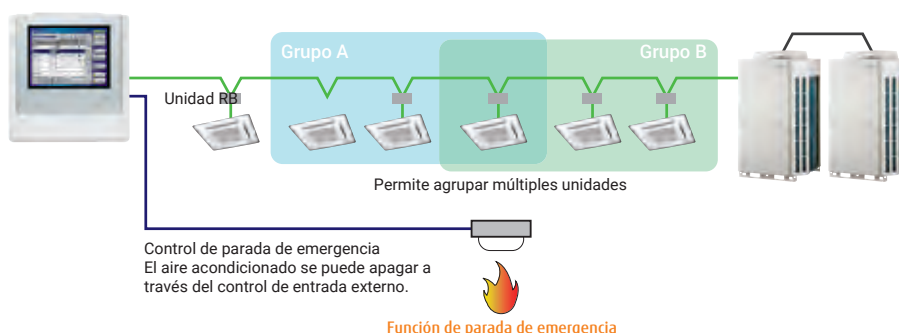 Grupo A
Grupo B
Unidad RB
Permite agrupar múltiples unidades
Control de parada de emergencia
El aire acondicionado se puede apagar a
través del control de entrada externo.
Función de parada de emergencia